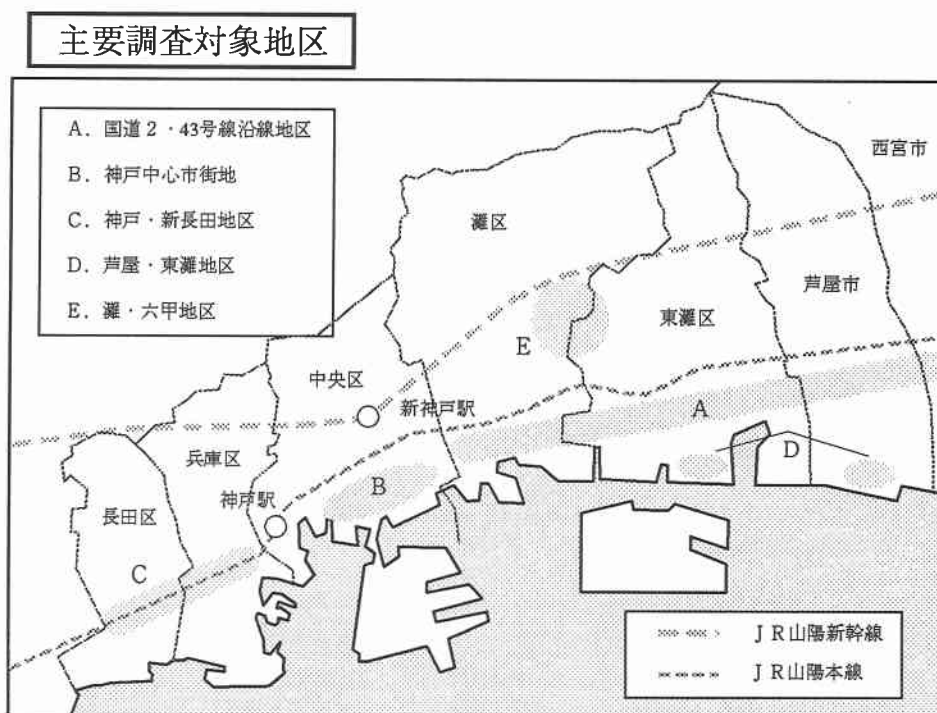 主要調査対象地区
A. 国道2・43号線沿線地区
B. 神戸中心市街地
C. 神戸・新長田地区
D. 芦屋・東灘地区
E. 灘・六甲地区
西宮市
灘区
芦屋市
東灘区
E
中央区
新神戸駅
A
兵庫区
D
B
神戸駅
長田区
C
JR山陽新幹線
JR山陽本線